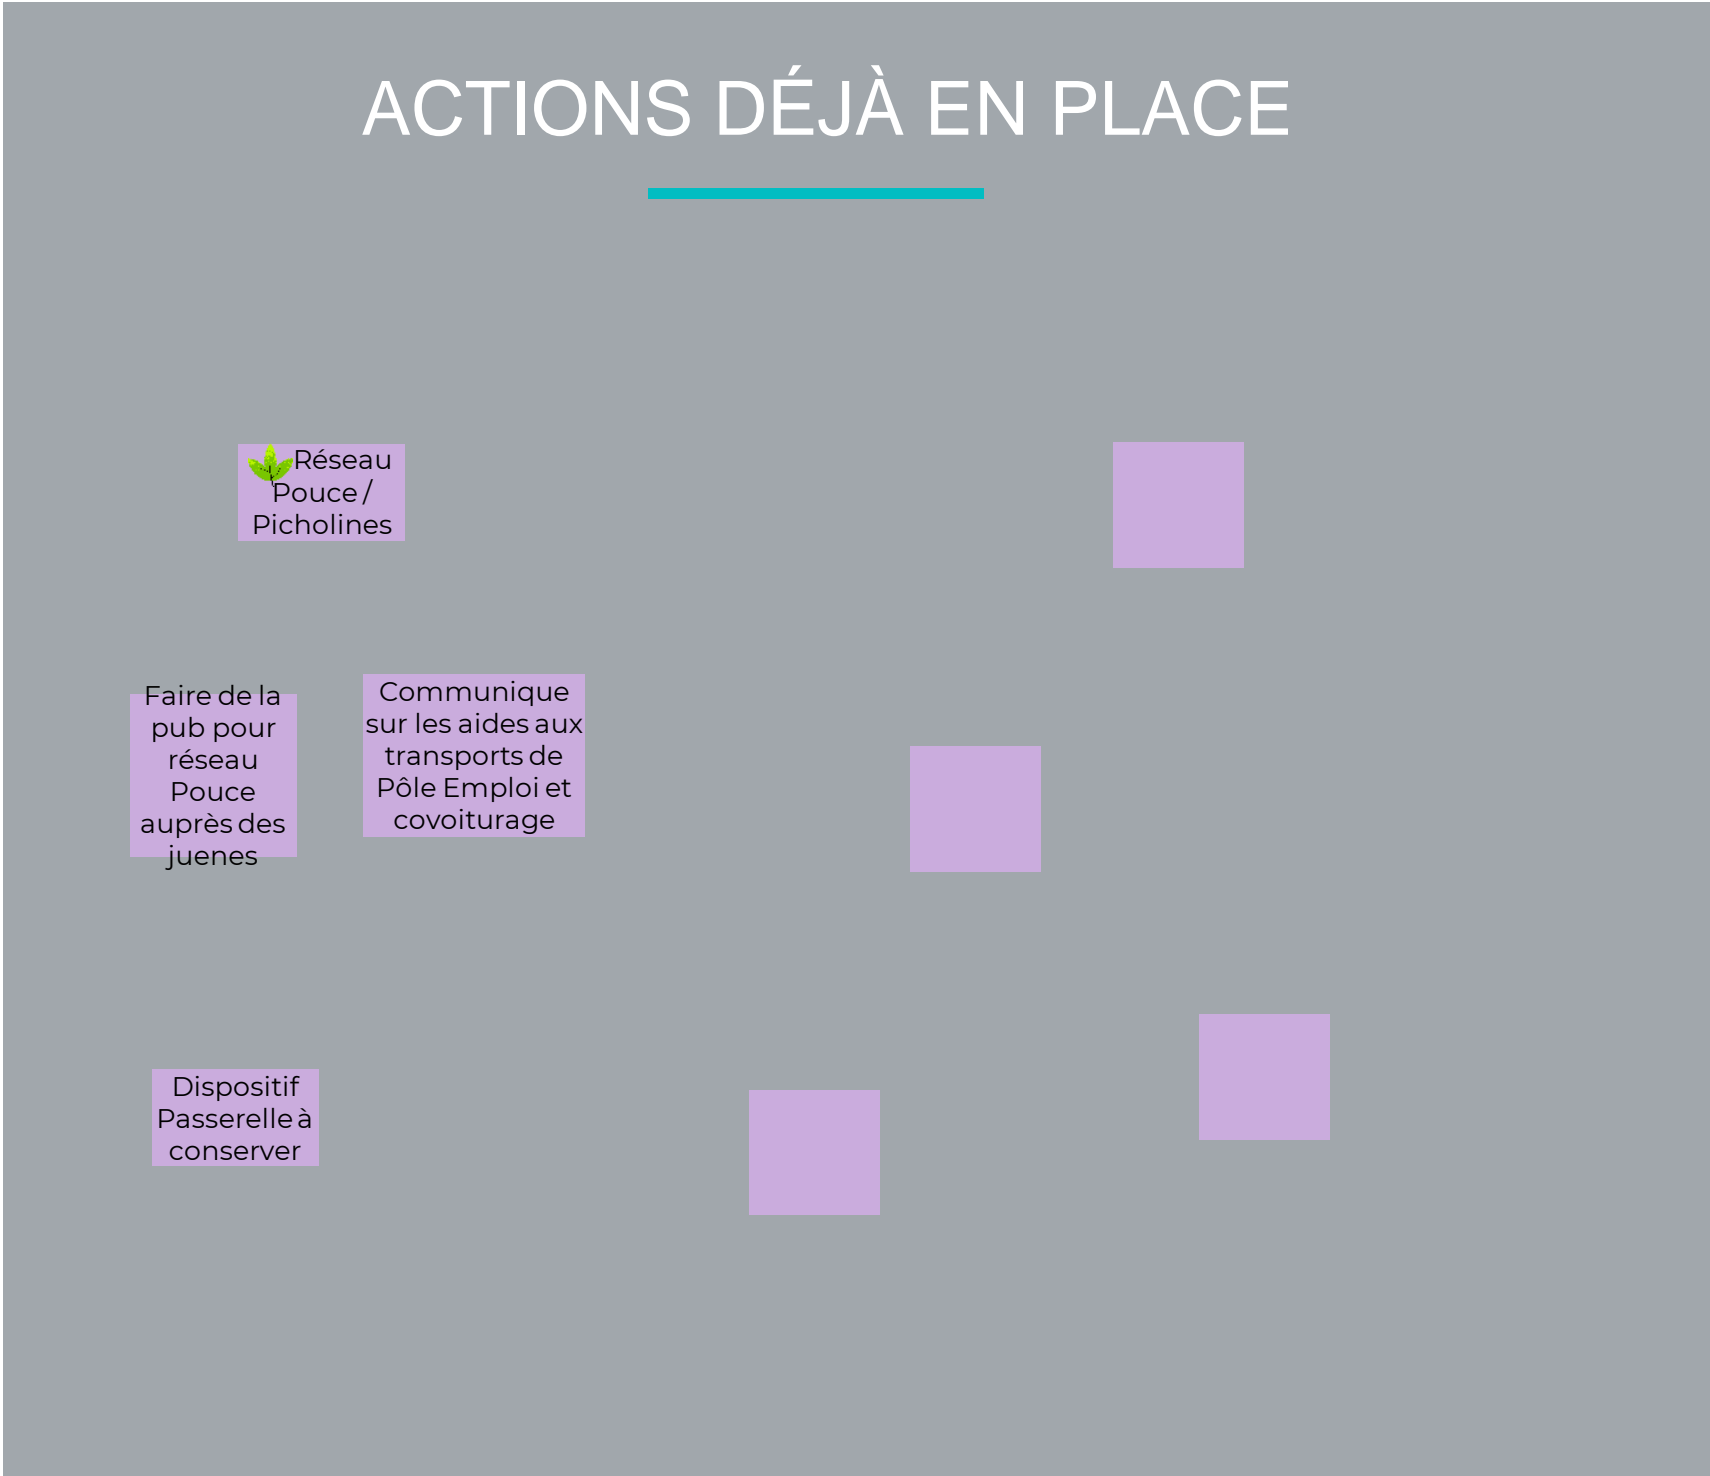 ACTIONS DÉJÀ EN PLACE
Réseau
Pouce /
Picholines
Faire de la
pub pour
réseau
Pouce
auprès des
juenes
Communique
sur les aides aux
transports de
Pôle Emploi et
covoiturage
Dispositif
Passerelle à
conserver